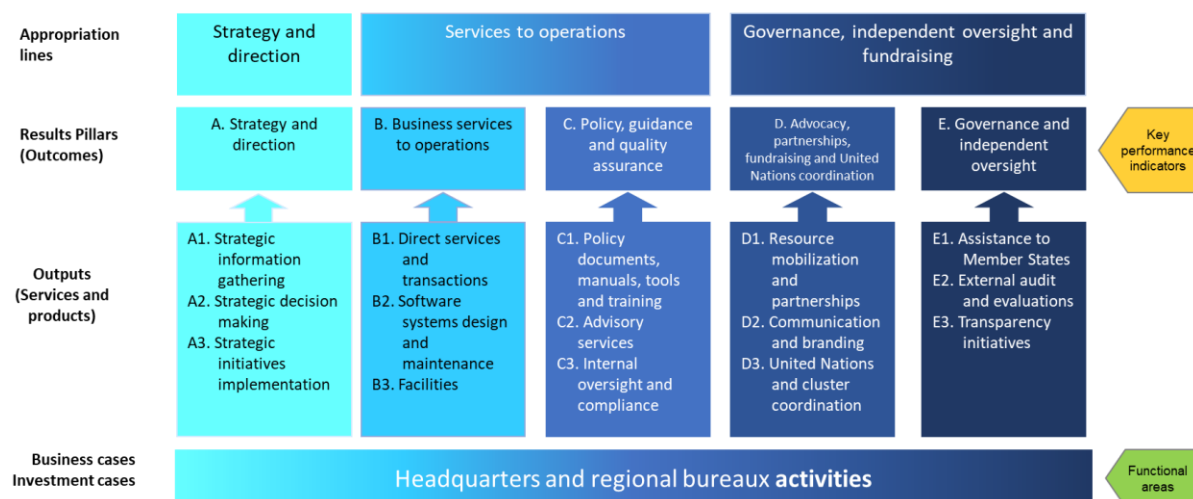 Appropriation
lines
Strategy and
direction
Services to operations
Governance, independent oversight and
fundraising
Results Pillars
(Outcomes)
A. Strategy and
direction
B. Business services
to operations
C. Policy, guidance
and quality
assurance
D. Advocacy,
partnerships,
fundraising and United
Nations coordination
E. Governance and
independent
oversight
Key
performance
indicators
Outputs
(Services and
products)
A1. Strategic
information
gathering
A2. Strategic decision
making
A3. Strategic
initiatives
implementation
B1. Direct services
and
transactions
B2. Software
systems design
and
maintenance
B3. Facilities
C1. Policy
documents,
manuals, tools
and training
C2. Advisory
services
C3. Internal
oversight and
compliance
D1. Resource
mobilization
and
partnerships
D2. Communication
and branding
D3. United Nations
and cluster
coordination
E1. Assistance to
Member States
E2. External audit
and evaluations
E3. Transparency
initiatives
Business cases
Investment cases
Headquarters and regional bureaux activities
Functional
areas